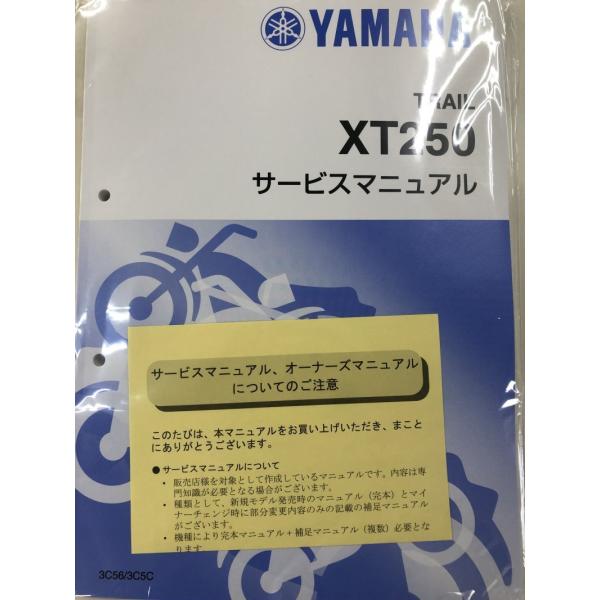 YAMAHA
TRAIL
XT250
サービスマニュアル
サービスマニュアル、オーナーズマニュアル
についてのご注意
このたびは、本マニュアルをお買い上げいただき、まこと
にありがとうございます。
●サービスマニュアルについて
・販売店様を対象として作成しているマニュアルです。内容は専
門知識が必要となる場合がございます。
・種類として、新規モデル発売時のマニュアル（完本）とマイ
ナーチェンジ時に部分変更内容のみの記載の補足マニュアル
がございます。
・機種により完本マニュアル＋補足マニュアル（複数）必要とな
ります。
3C56/3C5C